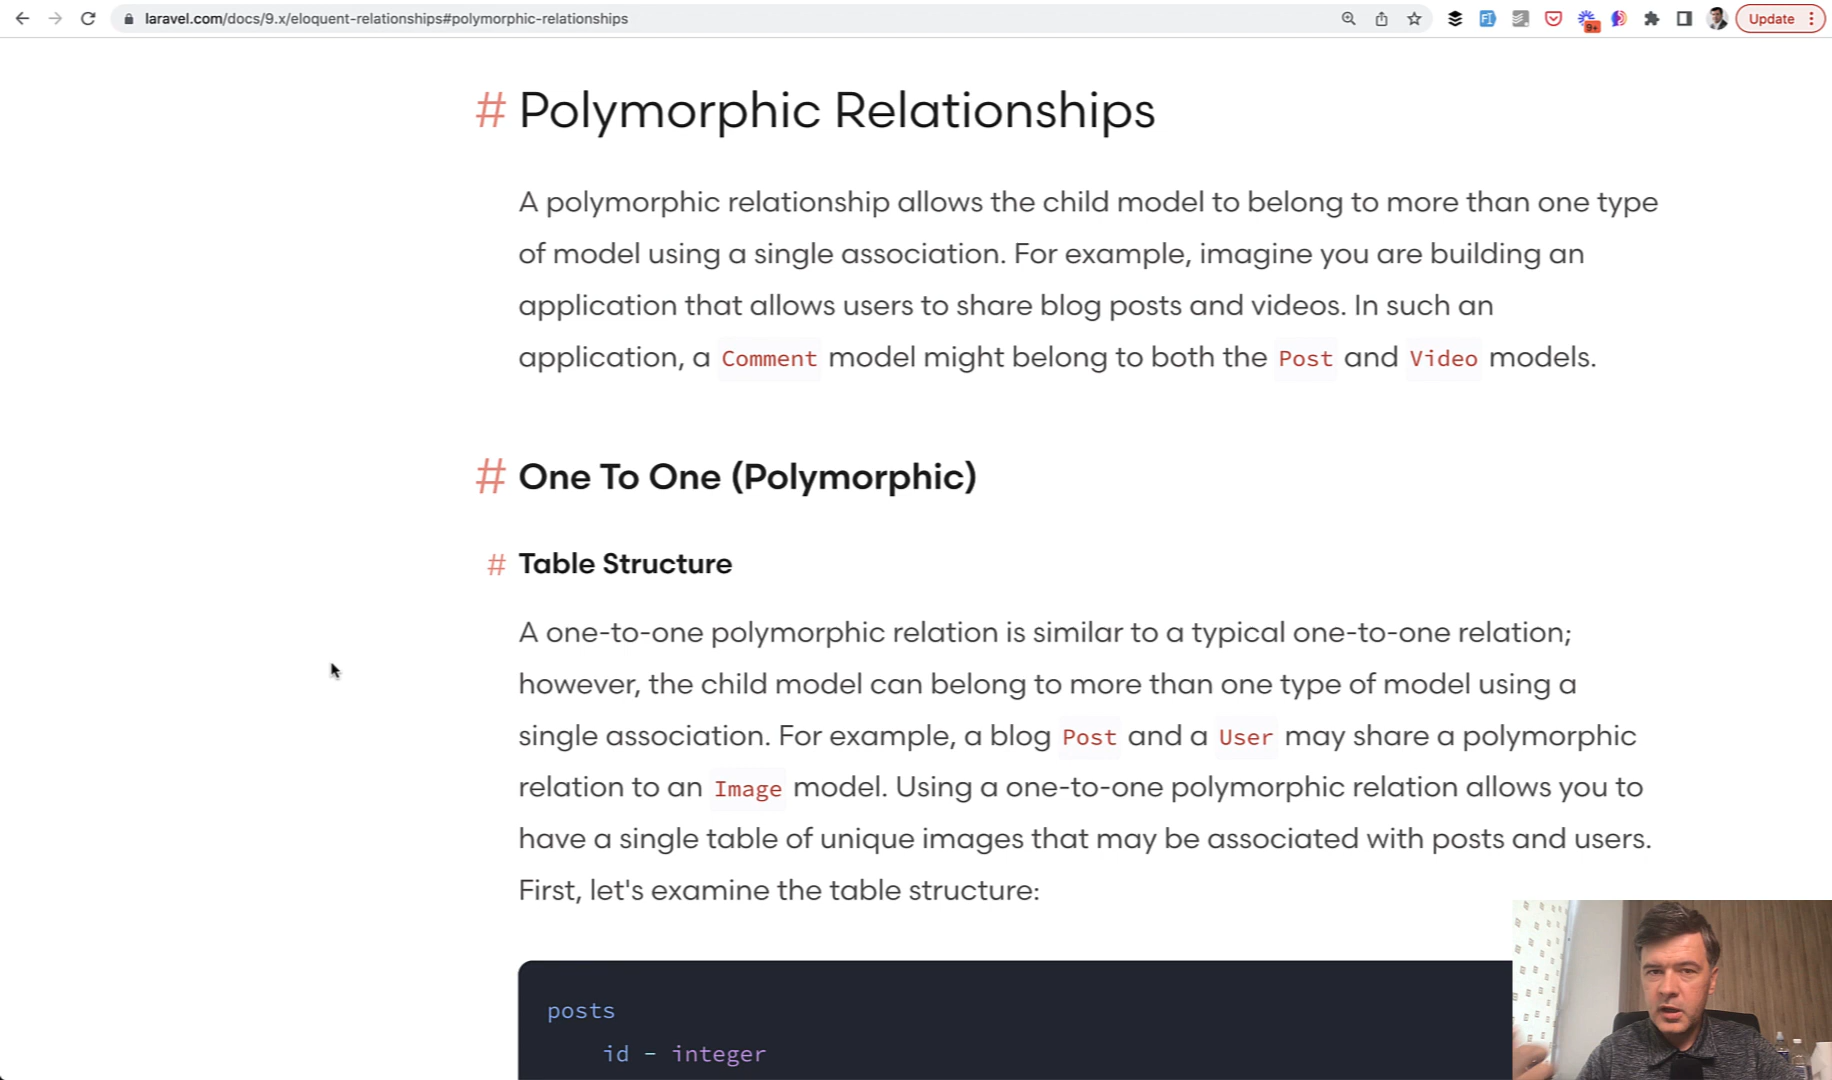 laravel.com/docs/9.x/eloquent-relationships#polymorphic-relationships
9+
Update
# Polymorphic Relationships
A polymorphic relationship allows the child model to belong to more than one type
of model using a single association. For example, imagine you are building an
application that allows users to share blog posts and videos. In such an
application, a Comment model might belong to both the Post and Video models.
# One To One (Polymorphic)
# Table Structure
A one-to-one polymorphic relation is similar to a typical one-to-one relation;
however, the child model can belong to more than one type of model using a
single association. For example, a blog Post and a User may share a polymorphic
relation to an Image model. Using a one-to-one polymorphic relation allows you to
have a single table of unique images that may be associated with posts and users.
First, let's examine the table structure:
posts
id - integer